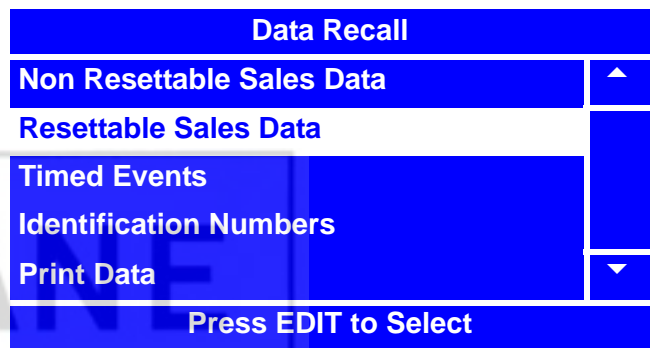 Data Recall
Non Resettable Sales Data
Resettable Sales Data
Timed Events
Identification Numbers
Print Data
Press EDIT to Select